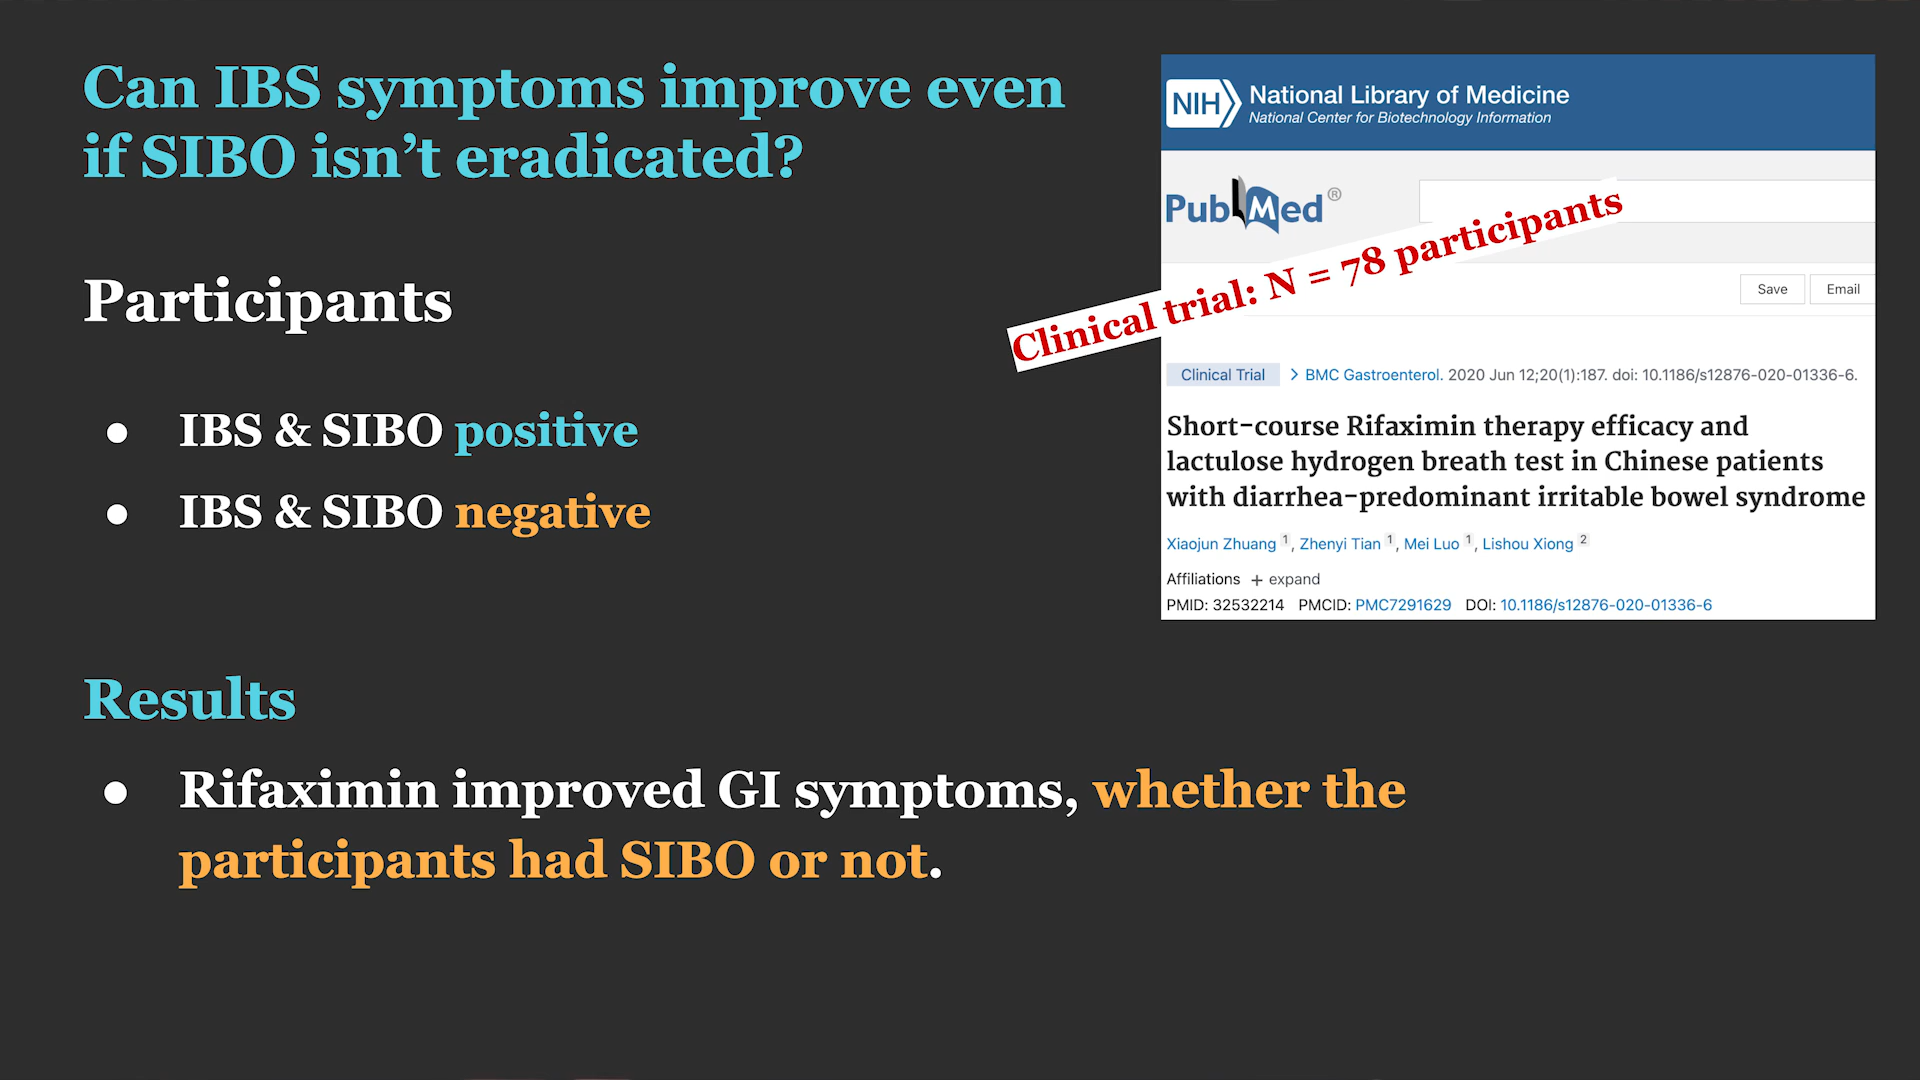 Can IBS symptoms improve even
if SIBO isn’t eradicated?
Participants
● IBS & SIBO positive
● IBS & SIBO negative
Results
● Rifaximin improved GI symptoms, whether the
participants had SIBO or not.
NIH National Library of Medicine
National Center for Biotechnology Information
PubMed®
Clinical trial: N = 78 participants
Save Email
Clinical Trial > BMC Gastroenterol. 2020 Jun 12;20(1):187. doi: 10.1186/s12876-020-01336-6.
Short-course Rifaximin therapy efficacy and
lactulose hydrogen breath test in Chinese patients
with diarrhea-predominant irritable bowel syndrome
Xiaojun Zhuang 1, Zhenyi Tian 1, Mei Luo 1, Lishou Xiong 2
Affiliations + expand
PMID: 32532214 PMCID: PMC7291629 DOI: 10.1186/s12876-020-01336-6